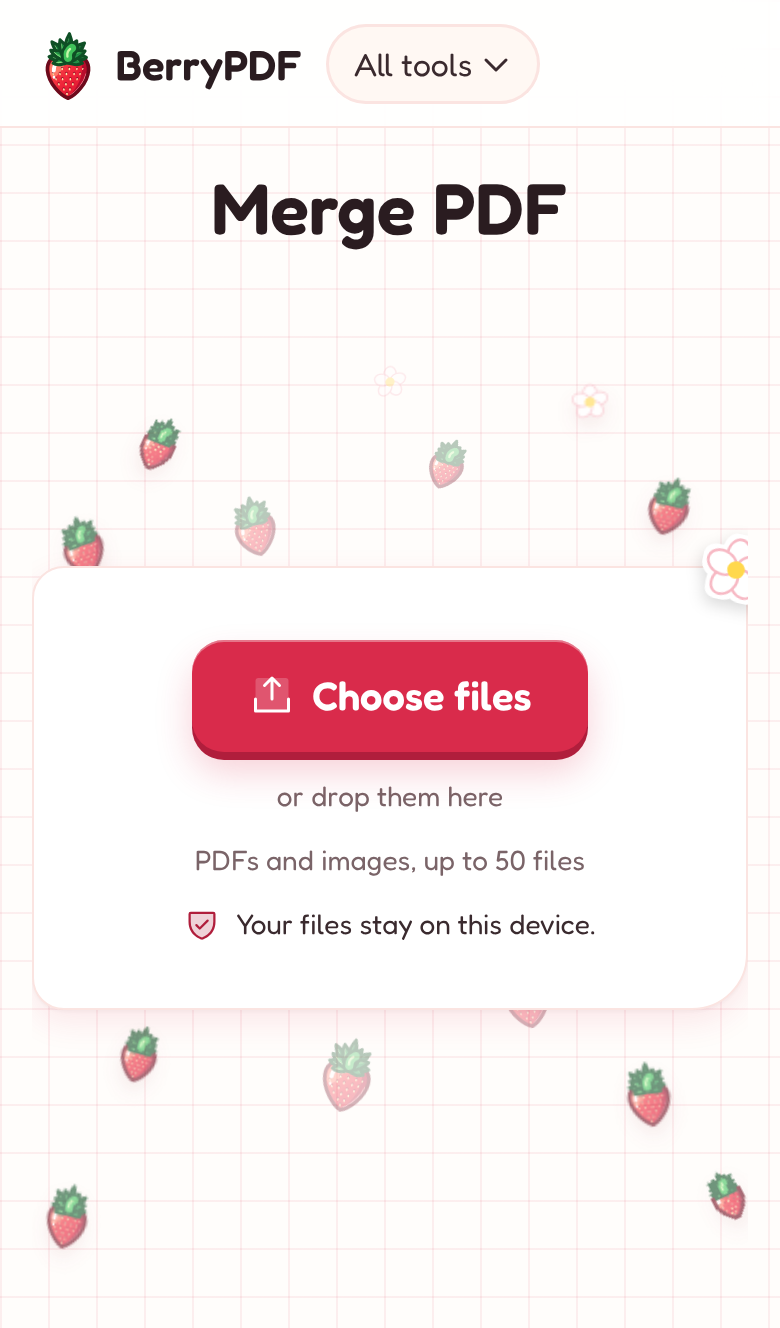 BerryPDF
All tools
Merge PDF
Choose files
or drop them here
PDFs and images, up to 50 files
Your files stay on this device.